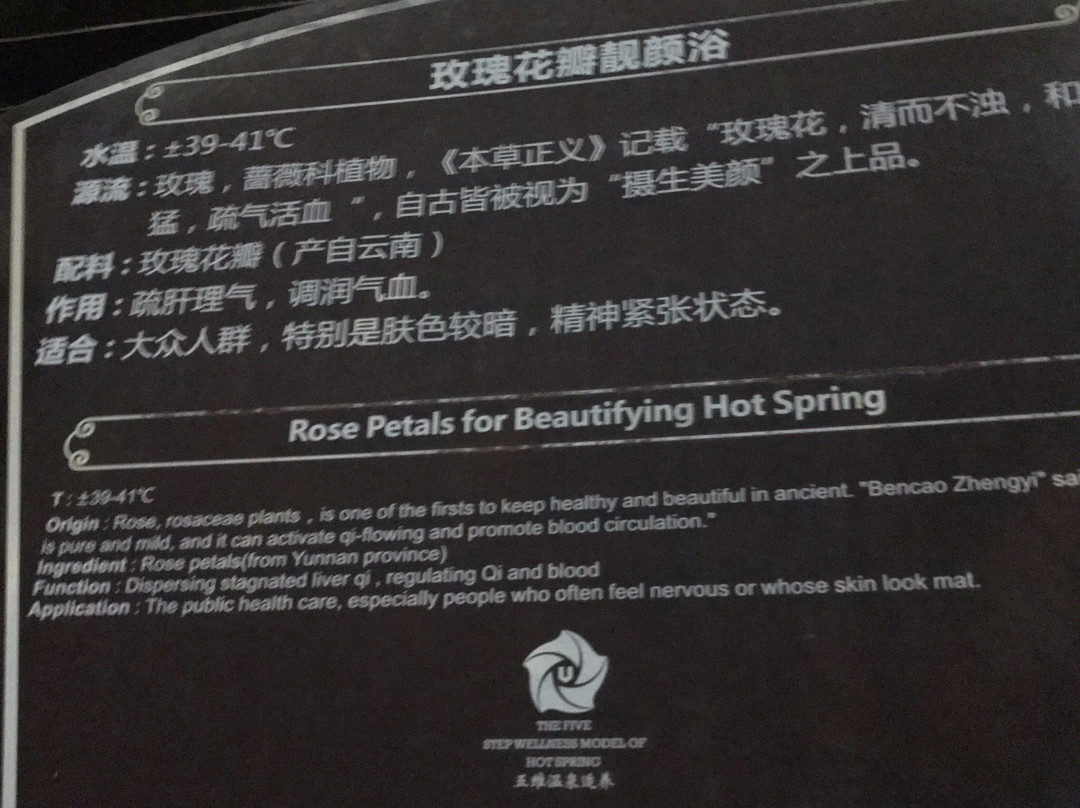 玫瑰花瓣靓颜浴
水温：±39-41℃
源流：玫瑰，蔷薇科植物，《本草正义》记载“玫瑰花，清而不浊，和
猛，疏气活血“，自古皆被视为“摄生美颜”之上品。
配料：玫瑰花瓣（产自云南）
作用：疏肝理气，调润气血。
适合：大众人群，特别是肤色较暗，精神紧张状态。
Rose Petals for Beautifying Hot Spring
T : ±39-41℃
Origin : Rose, rosaceae plants , is one of the firsts to keep healthy and beautiful in ancient. "Bencao Zhengyi" sai
is pure and mild, and it can activate qi-flowing and promote blood circulation."
Ingredient : Rose petals(from Yunnan province)
Function : Dispersing stagnated liver qi , regulating Qi and blood
Application : The public health care, especially people who often feel nervous or whose skin look mat.
U
THE FIVE
STEP WELLNESS MODEL OF
HOT SPRING
五维温泉适养